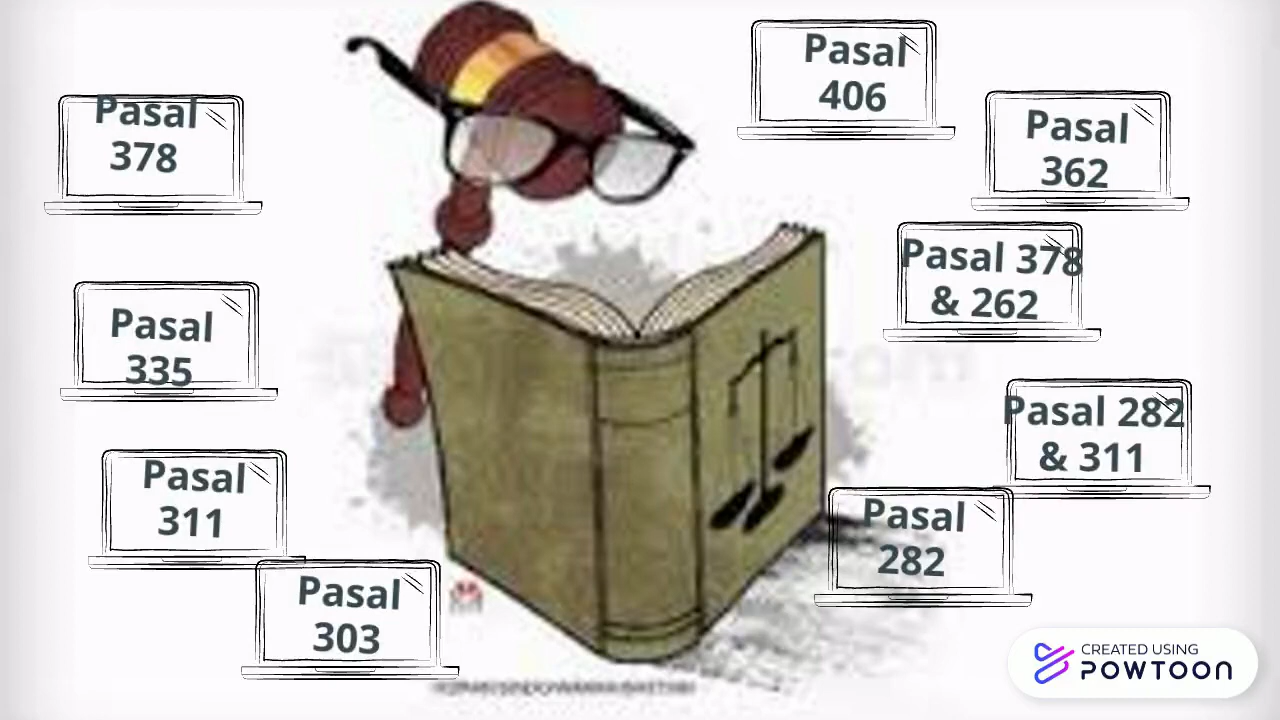 Pasal
378
Pasal
335
Pasal
311
Pasal
303
Pasal
406
Pasal
362
Pasal 378
& 262
Pasal 282
& 311
Pasal
282
CREATED USING
POWTOON